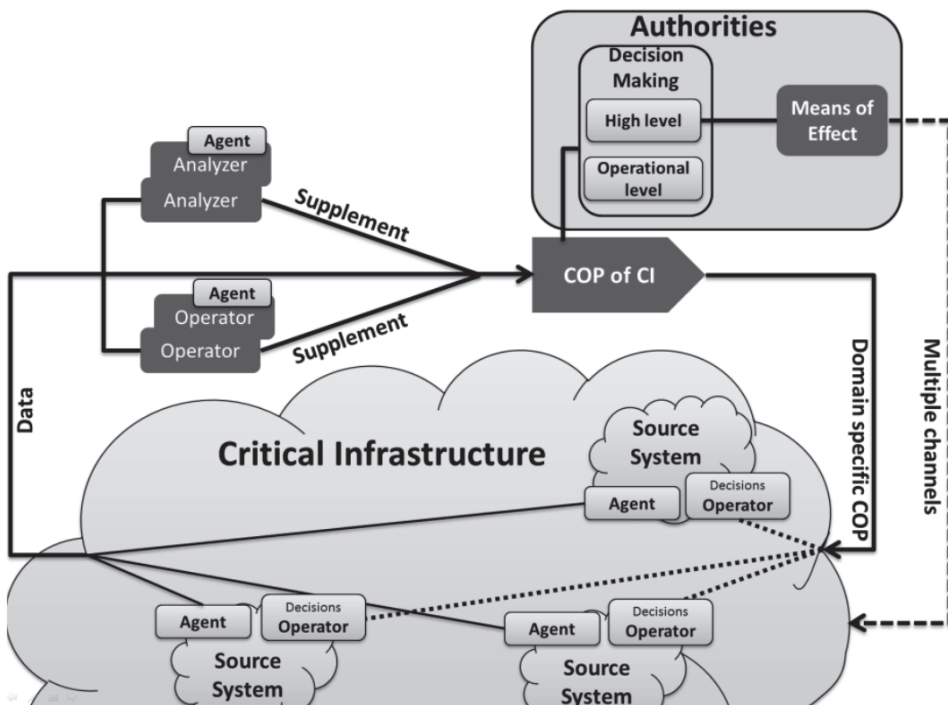 Authorities
Decision
Making
High level
Operational
level
Means of
Effect
Agent
Analyzer
Analyzer
Supplement
Agent
Operator
Operator
Supplement
COP of CI
Data
Domain specific COP
Multiple channels
Critical Infrastructure
Source
System
Agent
Decisions
Operator
Agent
Decisions
Operator
Source
System
Agent
Decisions
Operator
Source
System